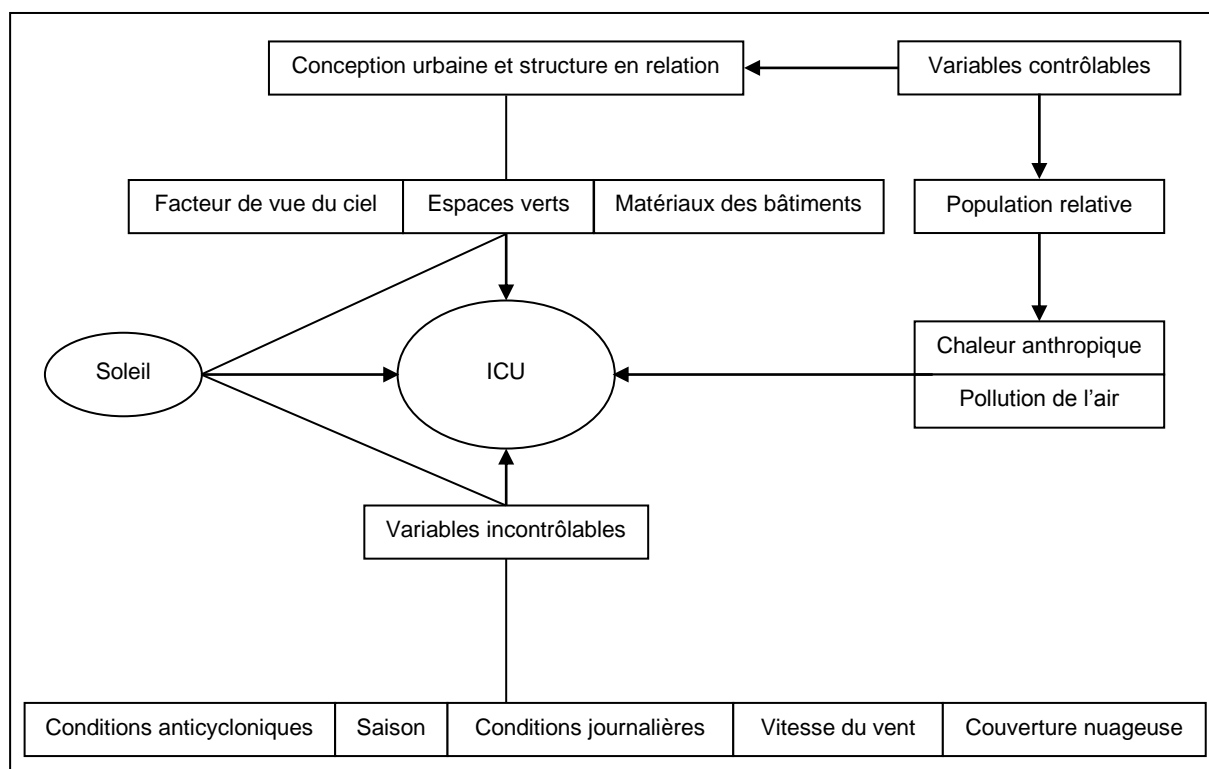 Conception urbaine et structure en relation
Variables contrôlables
Facteur de vue du ciel
Espaces verts
Matériaux des bâtiments
Population relative
Soleil
ICU
Chaleur anthropique
Pollution de l'air
Variables incontrôlables
Conditions anticycloniques
Saison
Conditions journalières
Vitesse du vent
Couverture nuageuse